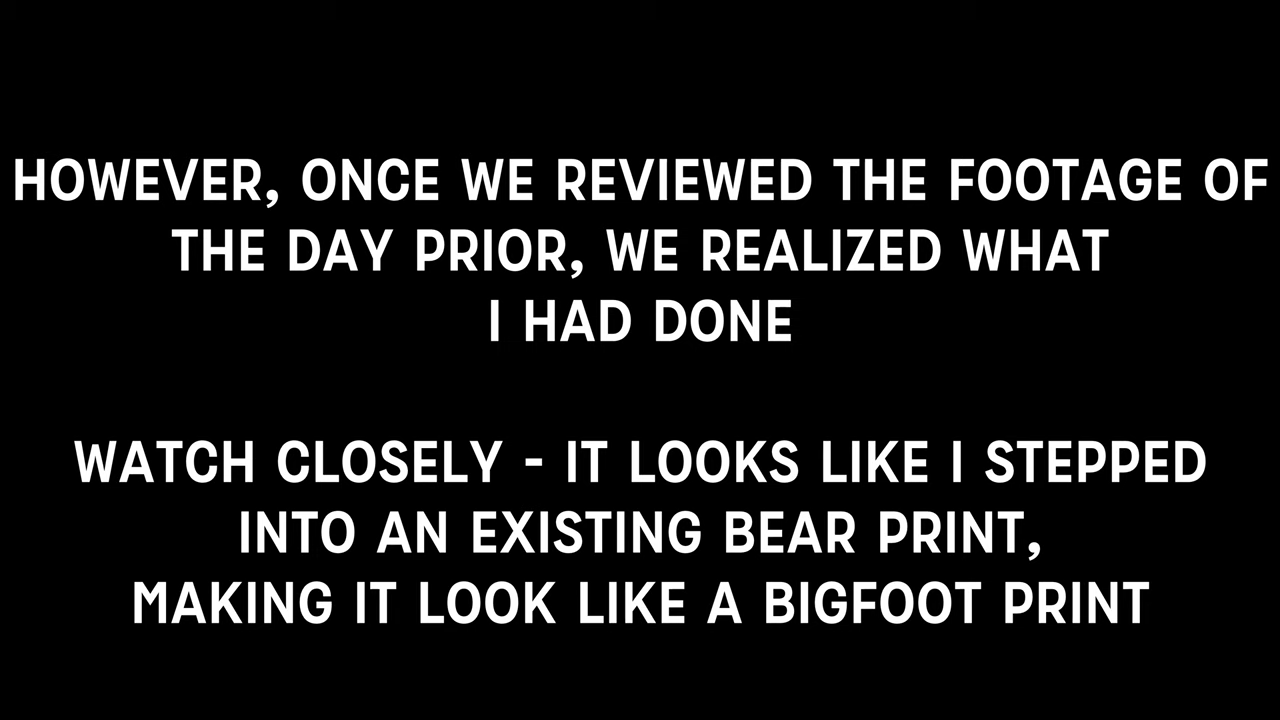 HOWEVER, ONCE WE REVIEWED THE FOOTAGE OF
THE DAY PRIOR, WE REALIZED WHAT
I HAD DONE
WATCH CLOSELY - IT LOOKS LIKE I STEPPED
INTO AN EXISTING BEAR PRINT,
MAKING IT LOOK LIKE A BIGFOOT PRINT